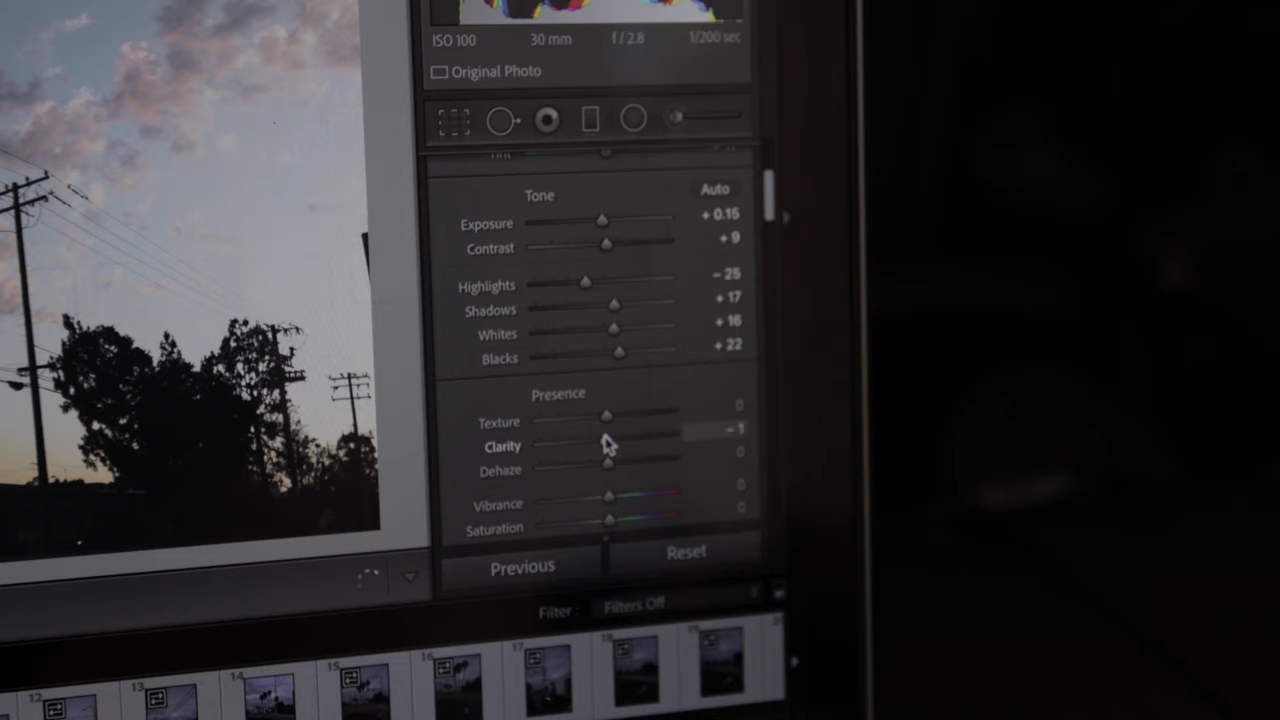 ISO 100 30 mm f / 2.8 1/200 sec
Original Photo
Tone Auto
Exposure + 0.15
Contrast + 9
Highlights − 25
Shadows + 17
Whites + 16
Blacks + 22
Presence
Texture 0
Clarity − 1
Dehaze 0
Vibrance 0
Saturation 0
Previous Reset
Filter : Filters Off
12 13 14 15 16 17 18 19